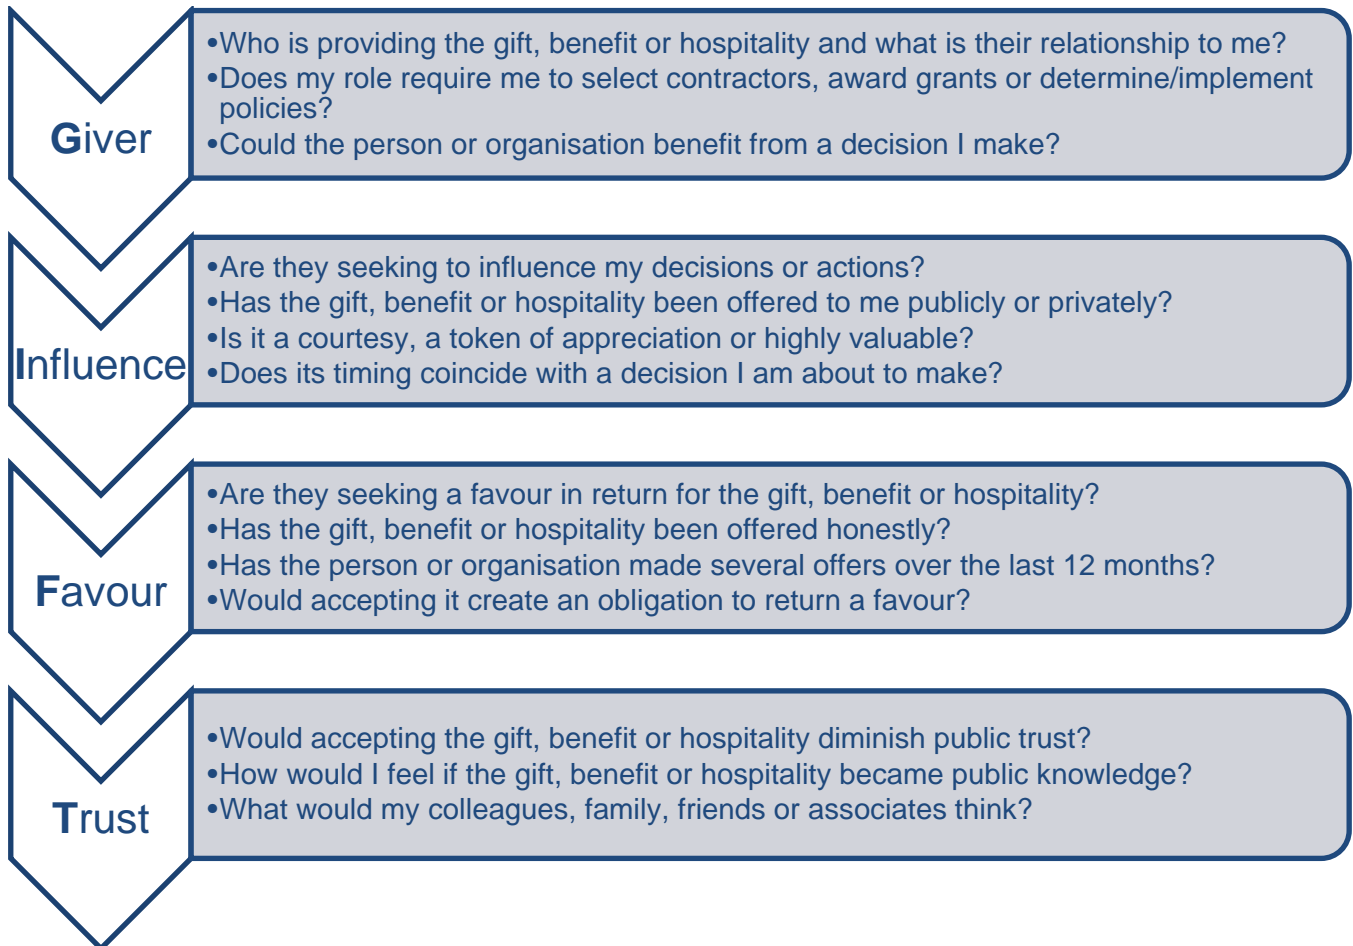 Giver
•Who is providing the gift, benefit or hospitality and what is their relationship to me?
•Does my role require me to select contractors, award grants or determine/implement
policies?
•Could the person or organisation benefit from a decision I make?
Influence
•Are they seeking to influence my decisions or actions?
•Has the gift, benefit or hospitality been offered to me publicly or privately?
•Is it a courtesy, a token of appreciation or highly valuable?
•Does its timing coincide with a decision I am about to make?
Favour
•Are they seeking a favour in return for the gift, benefit or hospitality?
•Has the gift, benefit or hospitality been offered honestly?
•Has the person or organisation made several offers over the last 12 months?
•Would accepting it create an obligation to return a favour?
Trust
•Would accepting the gift, benefit or hospitality diminish public trust?
•How would I feel if the gift, benefit or hospitality became public knowledge?
•What would my colleagues, family, friends or associates think?